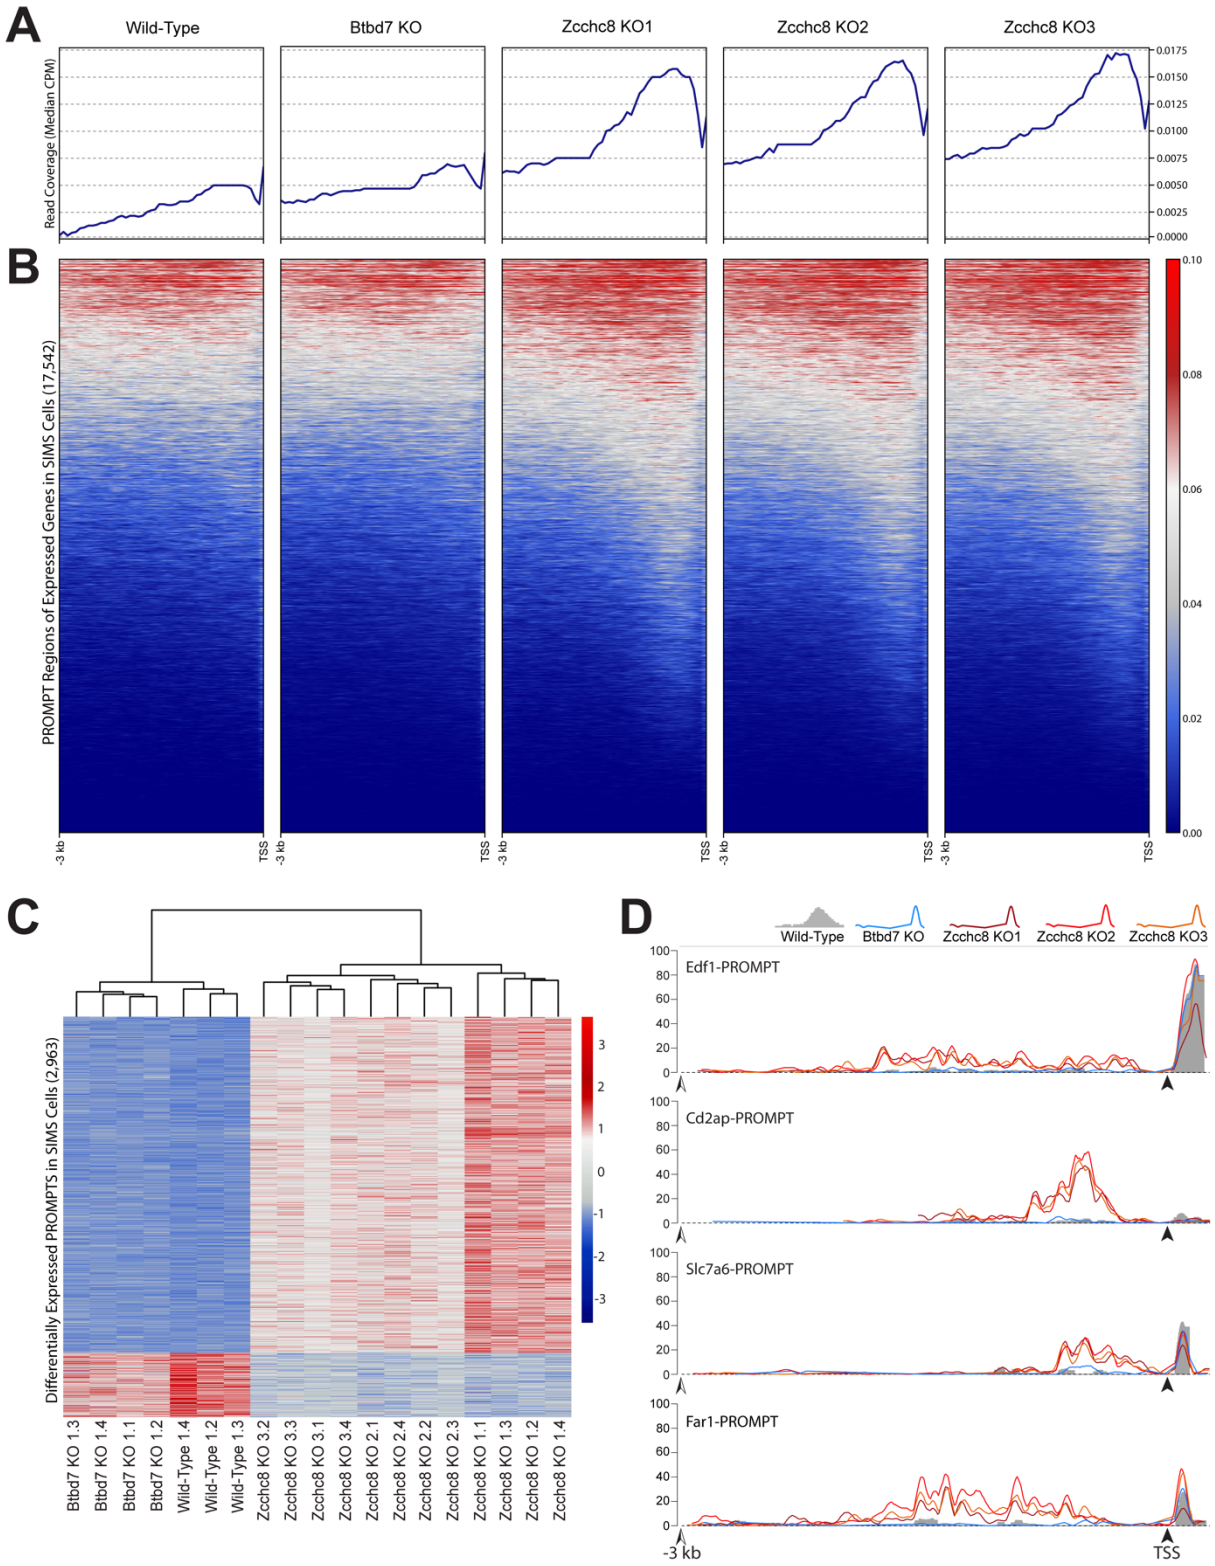 A
Wild-Type
Btbd7 KO
Zcchc8 KO1
Zcchc8 KO2
Zcchc8 KO3
Read Coverage (Median CPM)
0.0175
0.0150
0.0125
0.0100
0.0075
0.0050
0.0025
0.0000
B
PROMPT Regions of Expressed Genes in SIMS Cells (17,542)
0.10
0.08
0.06
0.04
0.02
0.00
-3 kb
TSS
-3 kb
TSS
-3 kb
TSS
-3 kb
TSS
-3 kb
TSS
C
Differentially Expressed PROMPTS in SIMS Cells (2,963)
3
2
1
0
-1
-2
-3
Btbd7 KO 1.3
Btbd7 KO 1.4
Btbd7 KO 1.1
Btbd7 KO 1.2
Wild-Type 1.4
Wild-Type 1.2
Wild-Type 1.3
Zcchc8 KO 3.2
Zcchc8 KO 3.3
Zcchc8 KO 3.1
Zcchc8 KO 3.4
Zcchc8 KO 2.1
Zcchc8 KO 2.4
Zcchc8 KO 2.2
Zcchc8 KO 2.3
Zcchc8 KO 1.1
Zcchc8 KO 1.3
Zcchc8 KO 1.2
Zcchc8 KO 1.4
D
Wild-Type
Btbd7 KO
Zcchc8 KO1
Zcchc8 KO2
Zcchc8 KO3
Edf1-PROMPT
100
80
60
40
20
0
Cd2ap-PROMPT
100
80
60
40
20
0
Slc7a6-PROMPT
100
80
60
40
20
0
Far1-PROMPT
100
80
60
40
20
0
-3 kb
TSS